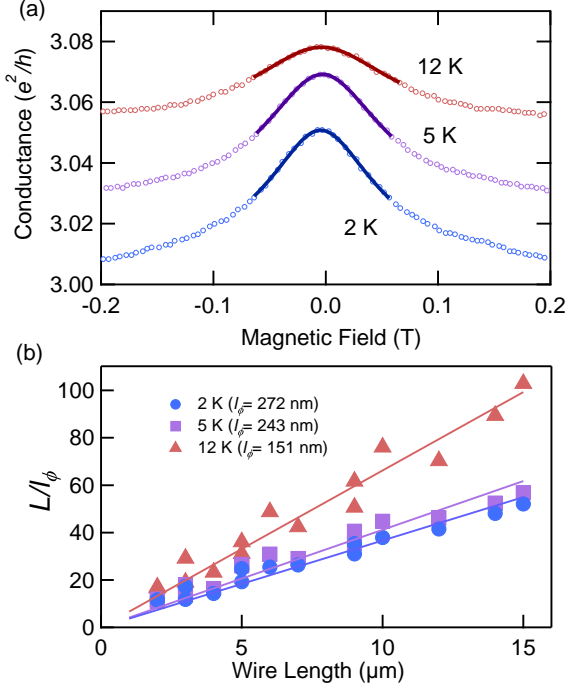 (a)
3.08
3.06
3.04
3.02
3.00
Conductance (e²/h)
12 K
5 K
2 K
-0.2
-0.1
0.0
0.1
0.2
Magnetic Field (T)
(b)
100
80
60
40
20
0
L/lϕ
2 K (lϕ= 272 nm)
5 K (lϕ= 243 nm)
12 K (lϕ= 151 nm)
0
5
10
15
Wire Length (µm)